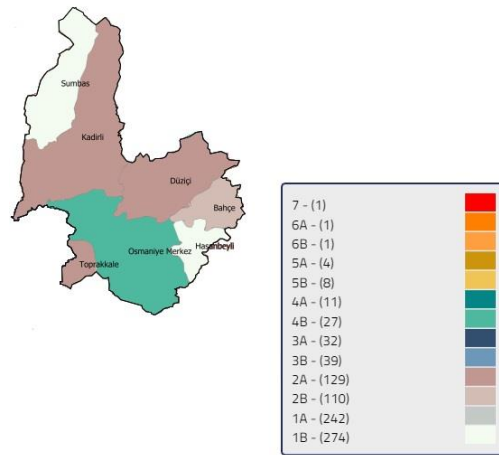 Sumbas
Kadirli
Düziçi
Bahçe
Hasanbeyli
Osmaniye Merkez
Toprakkale
7 - (1)
6A - (1)
6B - (1)
5A - (4)
5B - (8)
4A - (11)
4B - (27)
3A - (32)
3B - (39)
2A - (129)
2B - (110)
1A - (242)
1B - (274)